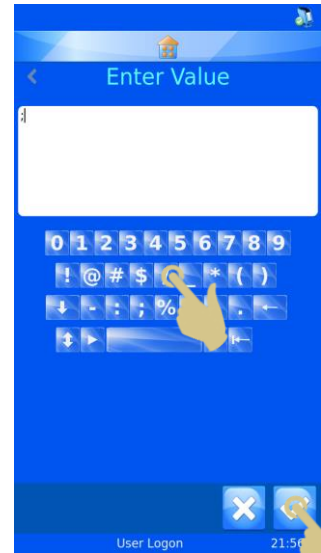 Enter Value
;
0 1 2 3 4 5 6 7 8 9
! @ # $ _ * ( )
- : ; % .
User Logon
21:56